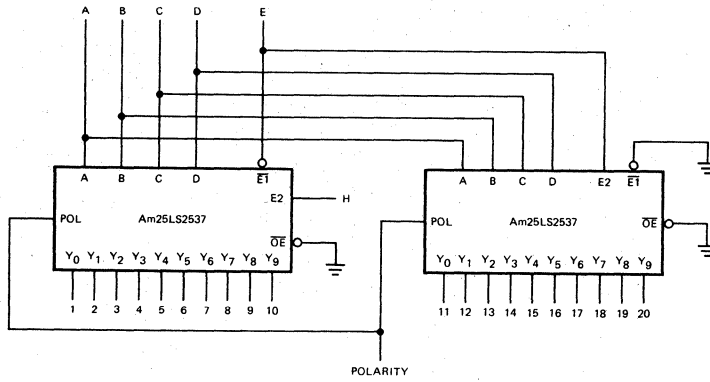 A B C D E
A B C D E1
E2 H
POL Am25LS2537
OE
Y0 Y1 Y2 Y3 Y4 Y5 Y6 Y7 Y8 Y9
1 2 3 4 5 6 7 8 9 10
A B C D E2 E1
POL Am25LS2537
OE
Y0 Y1 Y2 Y3 Y4 Y5 Y6 Y7 Y8 Y9
11 12 13 14 15 16 17 18 19 20
POLARITY